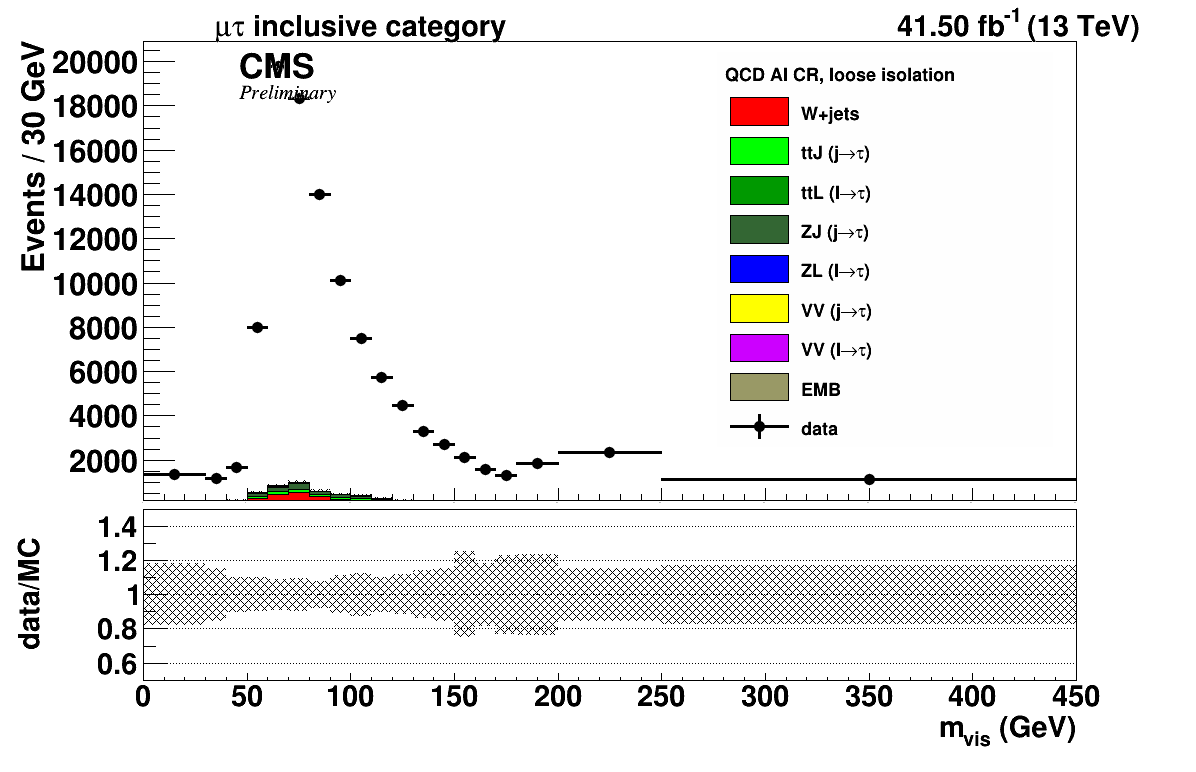 μτ inclusive category
41.50 fb-1 (13 TeV)
CMS
Preliminary
Events / 30 GeV
20000
18000
16000
14000
12000
10000
8000
6000
4000
2000
QCD AI CR, loose isolation
W+jets
ttJ (j→τ)
ttL (l→τ)
ZJ (j→τ)
ZL (l→τ)
VV (j→τ)
VV (l→τ)
EMB
data
data/MC
1.4
1.2
1
0.8
0.6
0 50 100 150 200 250 300 350 400 450
mvis (GeV)